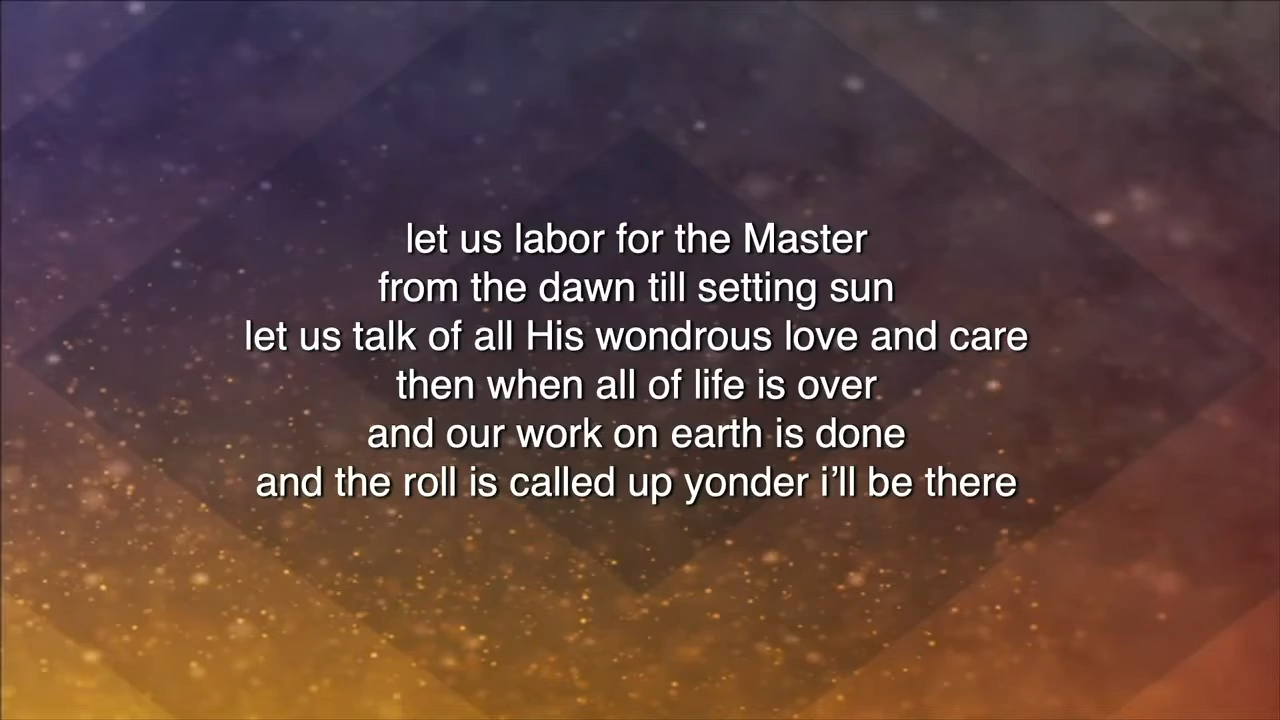 let us labor for the Master
from the dawn till setting sun
let us talk of all His wondrous love and care
then when all of life is over
and our work on earth is done
and the roll is called up yonder i’ll be there